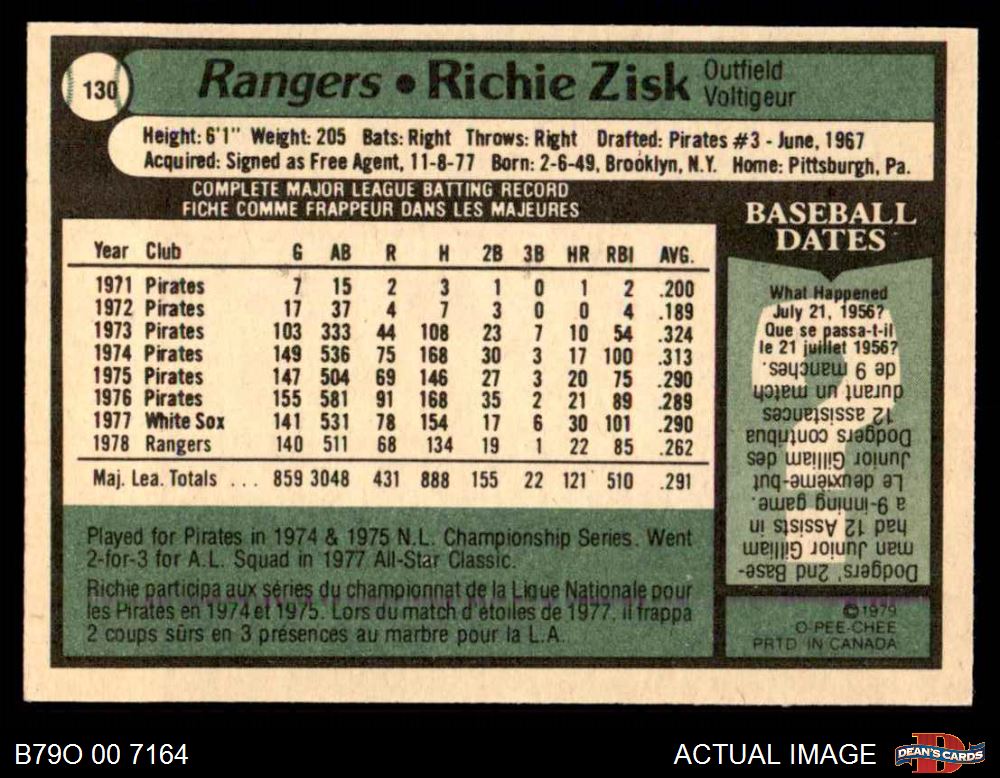 130
Rangers • Richie Zisk
Outfield
Voltigeur
Height: 6'1" Weight: 205 Bats: Right Throws: Right Drafted: Pirates #3 - June, 1967
Acquired: Signed as Free Agent, 11-8-77 Born: 2-6-49, Brooklyn, N.Y. Home: Pittsburgh, Pa.
COMPLETE MAJOR LEAGUE BATTING RECORD
FICHE COMME FRAPPEUR DANS LES MAJEURES
Year Club G AB R H 2B 3B HR RBI AVG.
1971 Pirates 7 15 2 3 1 0 1 2 .200
1972 Pirates 17 37 4 7 3 0 0 4 .189
1973 Pirates 103 333 44 108 23 7 10 54 .324
1974 Pirates 149 536 75 168 30 3 17 100 .313
1975 Pirates 147 504 69 146 27 3 20 75 .290
1976 Pirates 155 581 91 168 35 2 21 89 .289
1977 White Sox 141 531 78 154 17 6 30 101 .290
1978 Rangers 140 511 68 134 19 1 22 85 .262
Maj. Lea. Totals ... 859 3048 431 888 155 22 121 510 .291
Played for Pirates in 1974 & 1975 N.L. Championship Series. Went
2-for-3 for A.L. Squad in 1977 All-Star Classic.
Richie participa aux séries du championnat de la Ligue Nationale pour
les Pirates en 1974 et 1975. Lors du match d'étoiles de 1977, il frappa
2 coups sûrs en 3 présences au marbre pour la L.A.
BASEBALL
DATES
What Happened
July 21, 1956?
Que se passa-t-il
le 21 juillet 1956?
Dodgers' 2nd Base-
man Junior Gilliam
had 12 Assists in
a 9-inning game.
Le deuxième-but
Junior Gilliam des
Dodgers contribua
12 assistances
durant un match
de 9 manches.
©1979
O-PEE-CHEE
PRTD IN CANADA
B79O 00 7164
ACTUAL IMAGE
DEAN'S CARDS